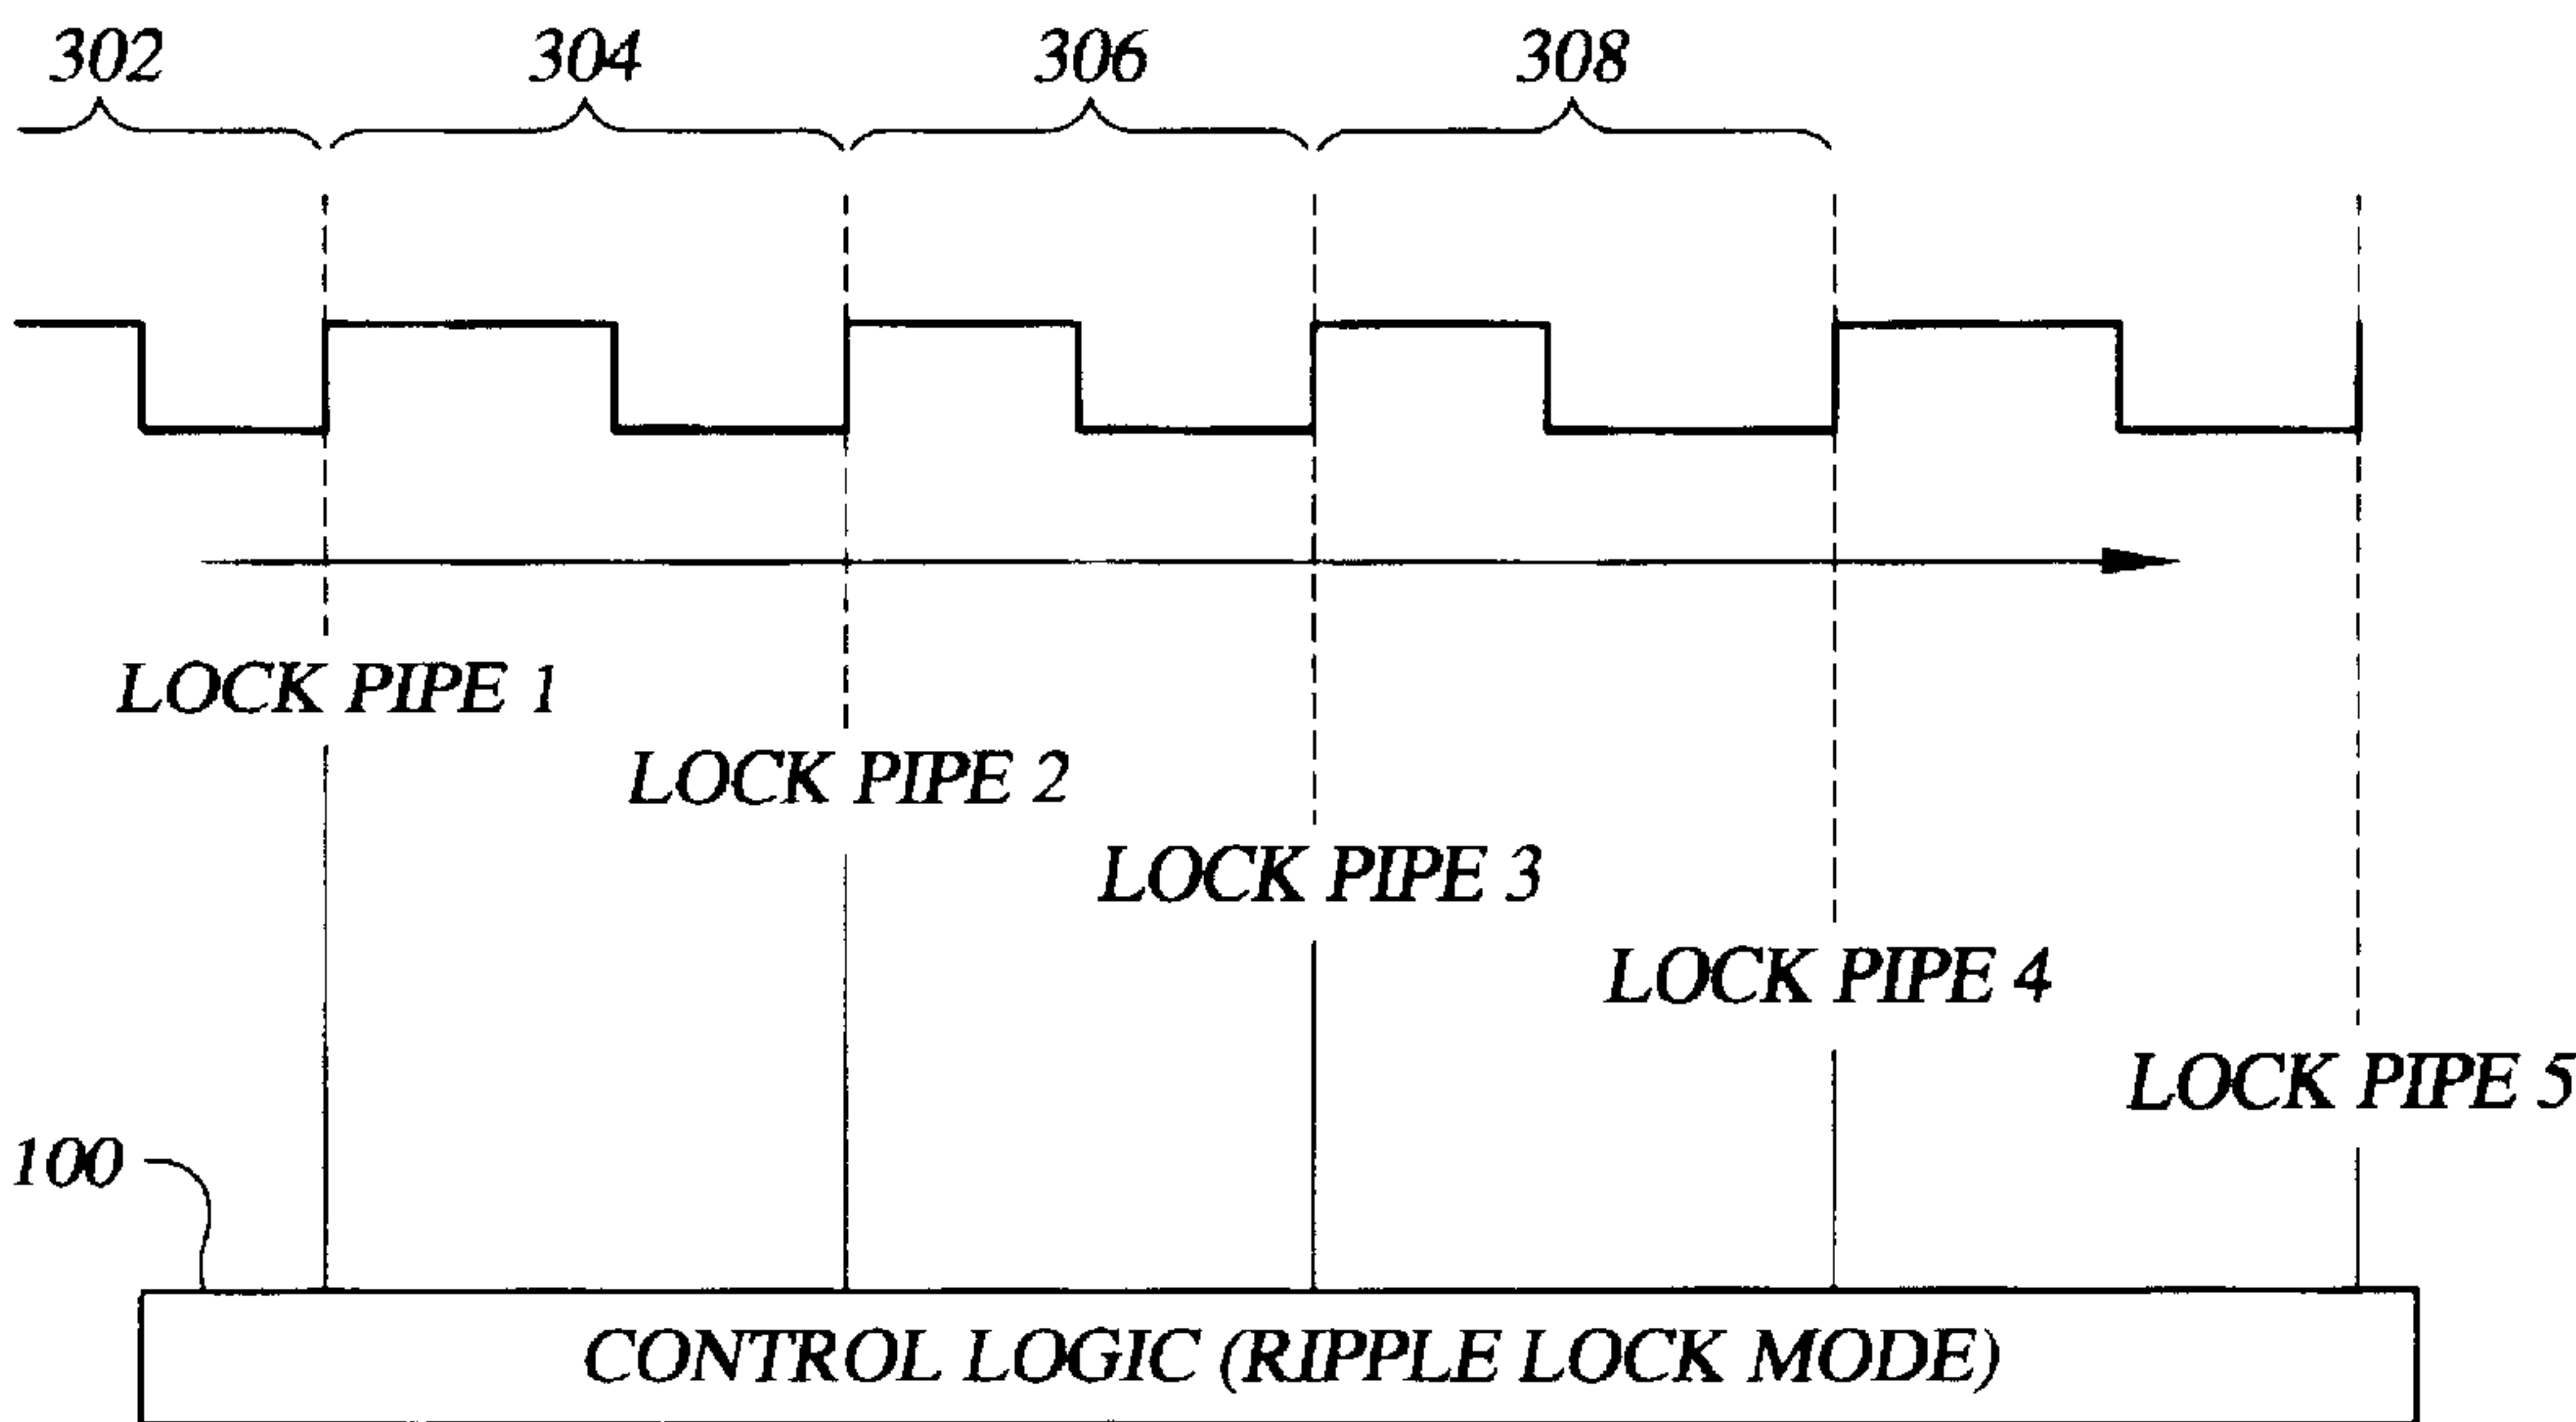 302
304
306
308
LOCK PIPE 1
LOCK PIPE 2
LOCK PIPE 3
LOCK PIPE 4
LOCK PIPE 5
100
CONTROL LOGIC (RIPPLE LOCK MODE)